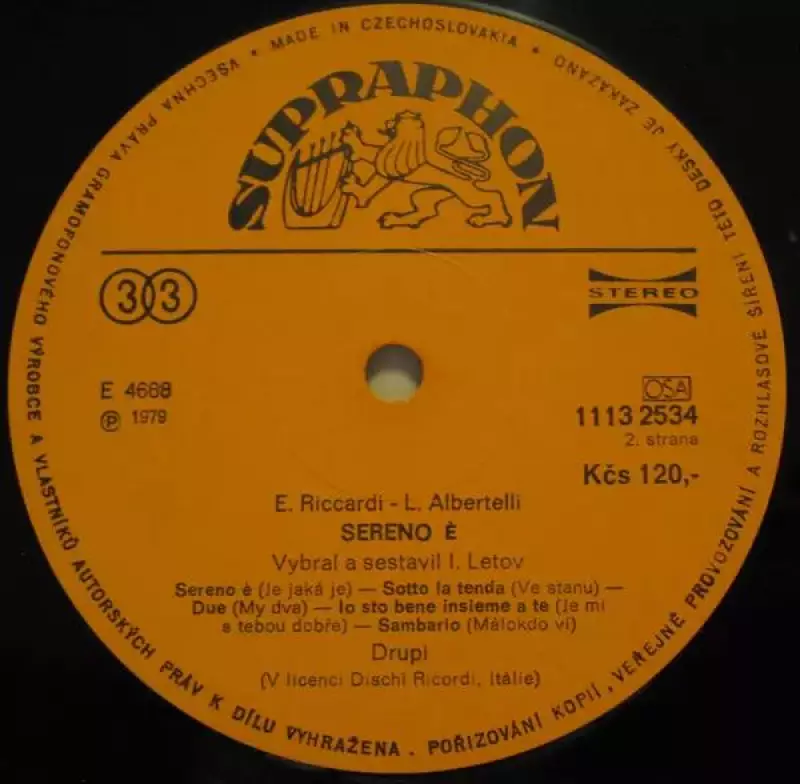 • MADE IN CZECHOSLOVAKIA •
SUPRAPHON
33
STEREO
E 4688
OSA
Ⓟ 1979
1113 2534
2. strana
Kčs 120,-
E. Riccardi - L. Albertelli
SERENO È
Vybral a sestavil I. Letov
Sereno è (Je jaká je) — Sotto la tenda (Ve stanu) —
Due (My dva) — Io sto bene insieme a te (Je mi
s tebou dobře) — Sambario (Málokdo ví)
Drupi
(V licenci Dischi Ricordi, Itálie)
VŠECHNA PRÁVA GRAMOFONOVÉHO VÝROBCE A VLASTNÍKŮ AUTORSKÝCH PRÁV K DÍLU VYHRAŽENA . POŘIZOVÁNÍ KOPIÍ, VEŘEJNÉ PROVOZOVÁNÍ A ROZHLASOVÉ ŠÍŘENÍ TÉTO DESKY JE ZAKÁZÁNO